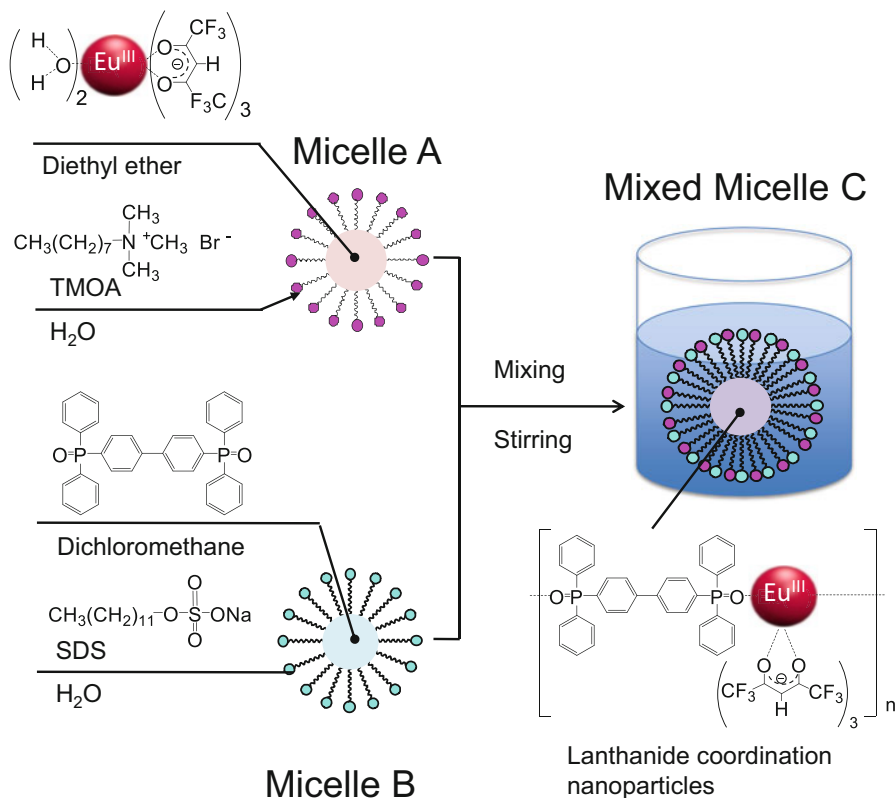 H
H
O
2
Eu^III
CF3
O
O
H
F3C
3
Diethyl ether
Micelle A
CH3(CH2)7
CH3
N + CH3 Br -
CH3
TMOA
H2O
Mixed Micelle C
Mixing
Stirring
O P P O
Dichloromethane
CH3(CH2)11 O S ONa
O
O
SDS
H2O
Micelle B
O P P O Eu^III
O O
CF3 CF3
H
3
n
Lanthanide coordination
nanoparticles